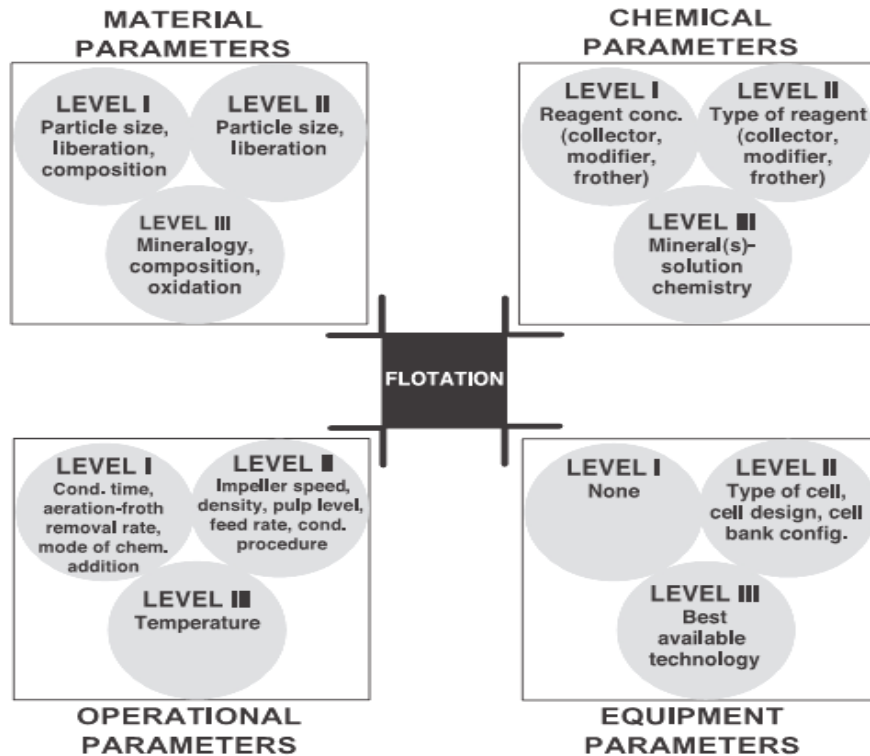 MATERIAL
PARAMETERS
LEVEL I
Particle size,
liberation,
composition
LEVEL II
Particle size,
liberation
LEVEL III
Mineralogy,
composition,
oxidation
CHEMICAL
PARAMETERS
LEVEL I
Reagent conc.
(collector,
modifier,
frother)
LEVEL II
Type of reagent
(collector,
modifier,
frother)
LEVEL III
Mineral(s)-
solution
chemistry
FLOTATION
LEVEL I
Cond. time,
aeration-froth
removal rate,
mode of chem.
addition
LEVEL II
Impeller speed,
density, pulp level,
feed rate, cond.
procedure
LEVEL III
Temperature
OPERATIONAL
PARAMETERS
LEVEL I
None
LEVEL II
Type of cell,
cell design, cell
bank config.
LEVEL III
Best
available
technology
EQUIPMENT
PARAMETERS